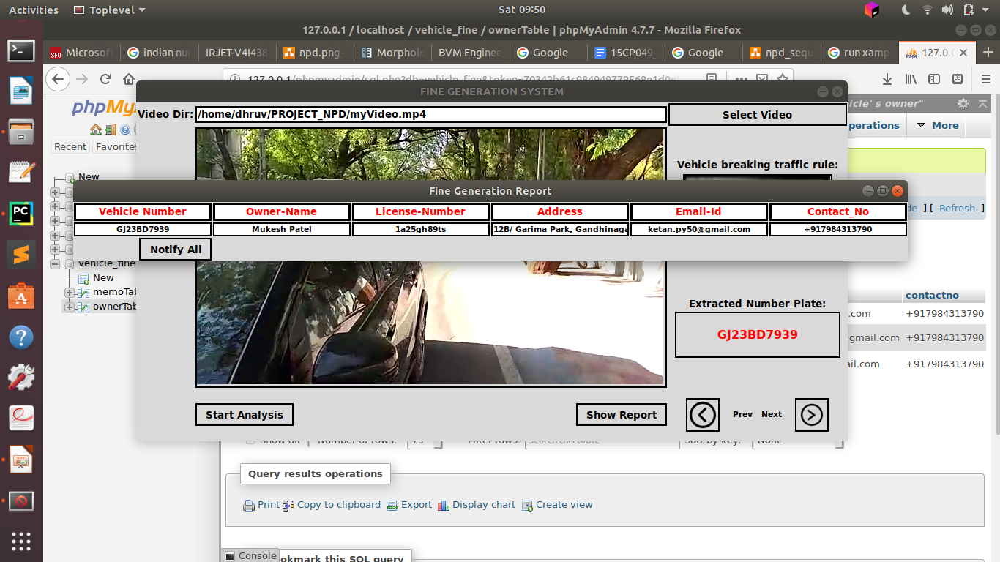 Activities
Toplevel
Sat 09:50
127.0.0.1 / localhost / vehicle_fine / ownerTable | phpMyAdmin 4.7.7 - Mozilla Firefox
Microsof
indian nu
IRJET-V4I438
npd.png -
Morpholo
BVM Enginee
Google
15CP049_
Google
npd_sequ
run xamp
127.0.0
127.0.0.1/phpmyadmin/sql.php?db=vehicle_fine&token=
FINE GENERATION SYSTEM
Video Dir:
/home/dhruv/PROJECT_NPD/myVideo.mp4
Select Video
phpMy
icle' s owner"
Recent
Favorites
perations
More
Vehicle breaking traffic rule:
New
Fine Generation Report
Vehicle Number
Owner-Name
License-Number
Address
Email-Id
Contact_No
de ] [ Refresh ]
GJ23BD7939
Mukesh Patel
1a25gh89ts
12B/ Garima Park, Gandhinaga
ketan.py50@gmail.com
+917984313790
Notify All
vehicle_fine
New
memoTab
ownerTab
contactno
Extracted Number Plate:
.com
+917984313790
GJ23BD7939
@gmail.com
+917984313790
ail.com
+917984313790
Start Analysis
Show Report
Prev
Next
Show all
Number of rows:
25
Filter rows:
Search this table
Sort by key:
None
Query results operations
Print
Copy to clipboard
Export
Display chart
Create view
Console
okmark this SQL query